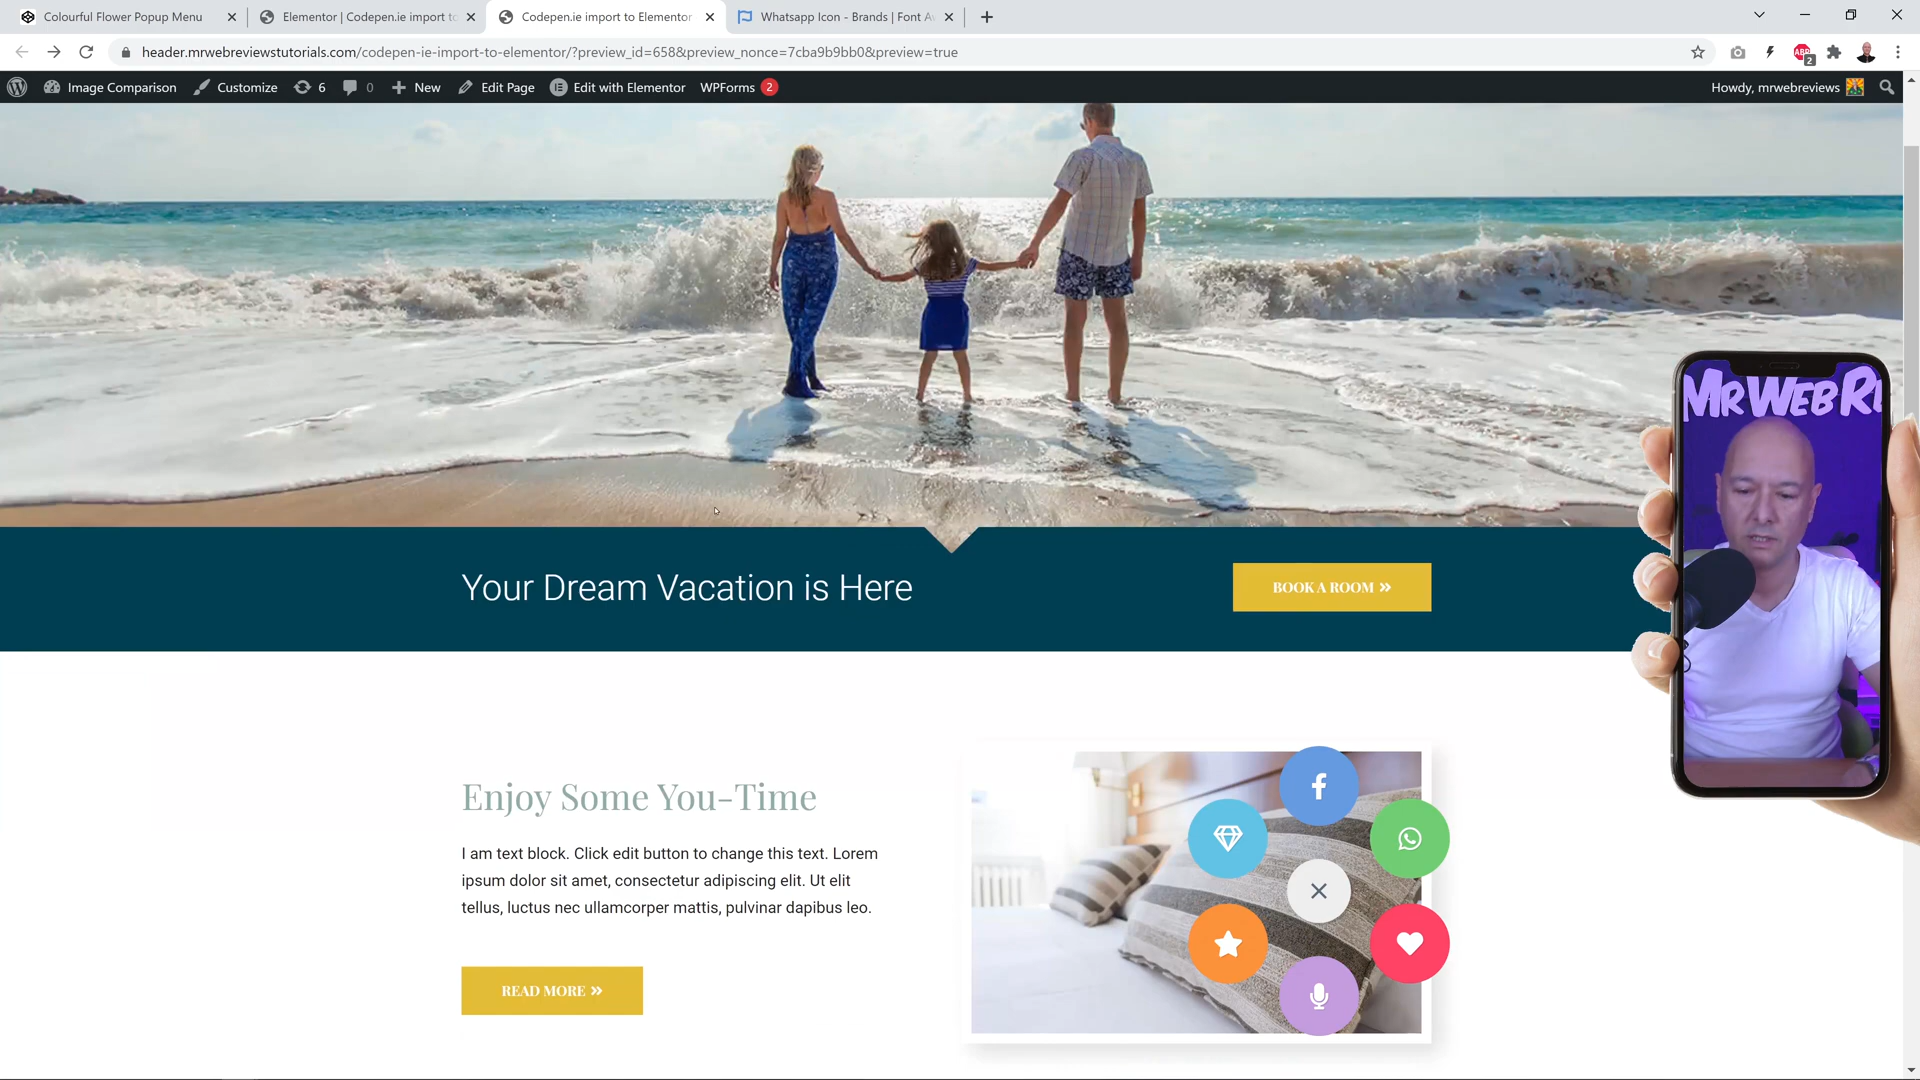 Colourful Flower Popup Menu
Elementor | Codepen.ie import to
Codepen.ie import to Elementor
Whatsapp Icon - Brands | Font A
header.mrwebreviewstutorials.com/codepen-ie-import-to-elementor/?preview_id=658&preview_nonce=7cba9b9bb0&preview=true
ABP
2
Image Comparison
Customize
6
0
New
Edit Page
Edit with Elementor
WPForms
2
Howdy, mrwebreviews
MRWEBR
Your Dream Vacation is Here
BOOK A ROOM »
Enjoy Some You-Time
I am text block. Click edit button to change this text. Lorem
ipsum dolor sit amet, consectetur adipiscing elit. Ut elit
tellus, luctus nec ullamcorper mattis, pulvinar dapibus leo.
READ MORE »